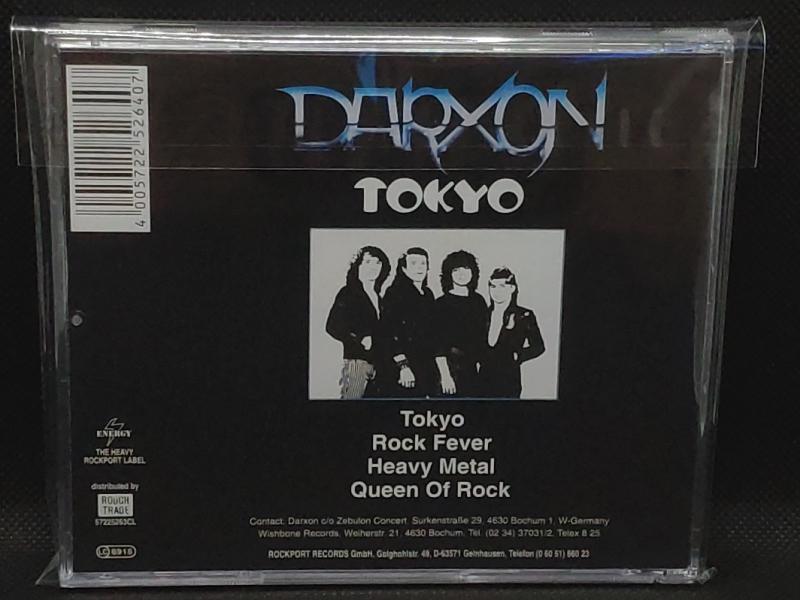 DARXON
TOKYO
4 005722 526407
Tokyo
Rock Fever
Heavy Metal
Queen Of Rock
ENERGY
THE HEAVY
ROCKPORT LABEL
distributed by
ROUGH
TRADE
57225263CL
LC 8915
Contact: Darxon c/o Zebulon Concert, Surkenstraße 29, 4630 Bochum 1, W-Germany
Wishbone Records, Weiherstr. 21, 4630 Bochum, Tel. (02 34) 37031/2, Telex 8 25
ROCKPORT RECORDS GmbH, Golghohlstr. 49, D-63571 Gelnhausen, Telefon (0 60 51) 660 23